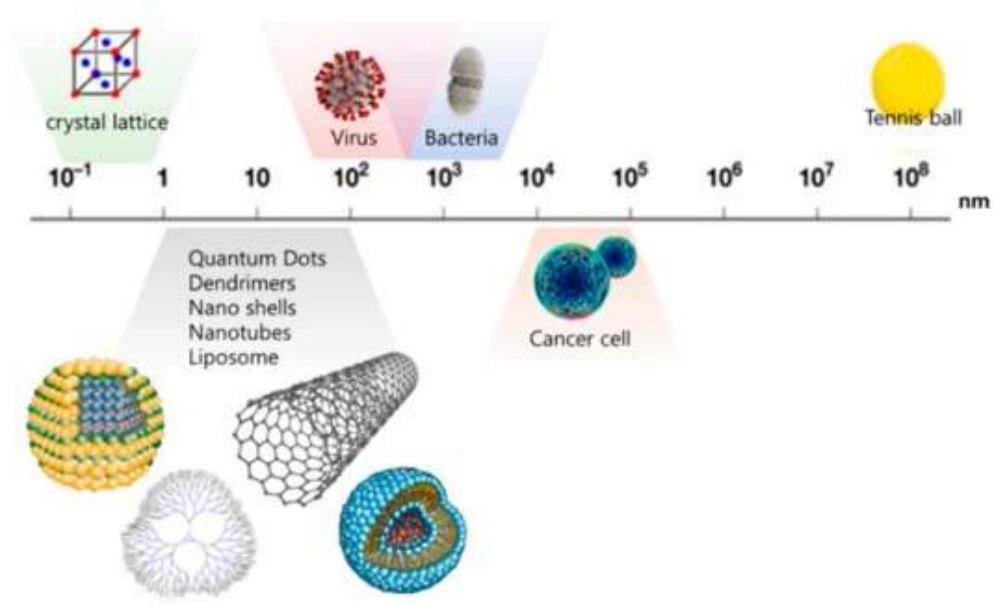 crystal lattice
Virus
Bacteria
Tennis ball
10⁻¹ 1 10 10² 10³ 10⁴ 10⁵ 10⁶ 10⁷ 10⁸
nm
Quantum Dots
Dendrimers
Nano shells
Nanotubes
Liposome
Cancer cell